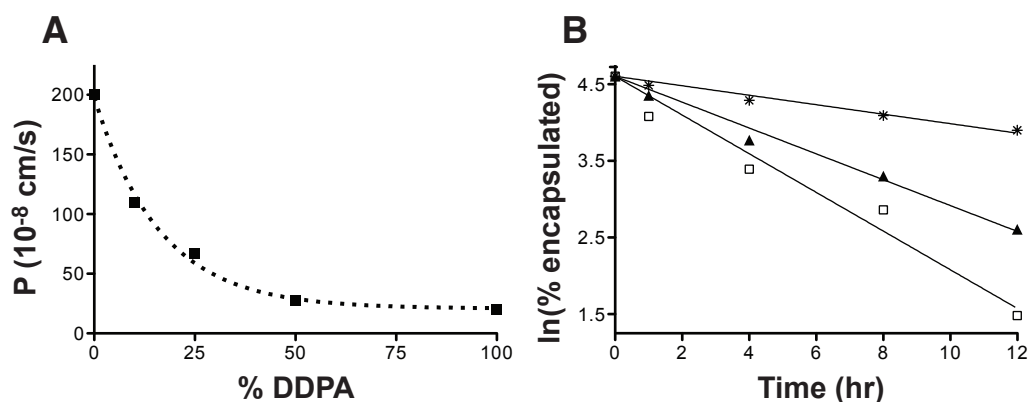 A
P (10-8 cm/s)
200
150
100
50
0
0 25 50 75 100
% DDPA
B
ln(% encapsulated)
4.5
3.5
2.5
1.5
0 2 4 6 8 10 12
Time (hr)